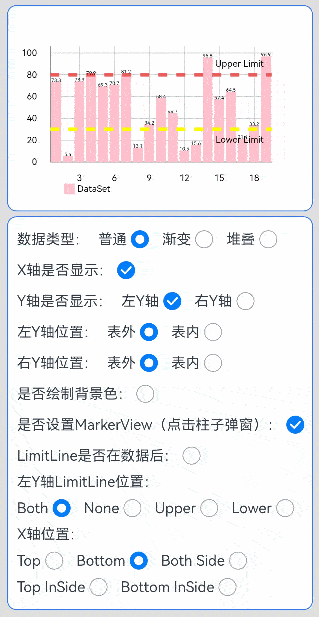 100
Upper Limit
80
60
40
Lower Limit
20
0
3 6 9 12 15 18
DataSet
数据类型： 普通 渐变 堆叠
X轴是否显示：
Y轴是否显示： 左Y轴 右Y轴
左Y轴位置： 表外 表内
右Y轴位置： 表外 表内
是否绘制背景色：
是否设置MarkerView（点击柱子弹窗）：
LimitLine是否在数据后：
左Y轴LimitLine位置：
Both None Upper Lower
X轴位置：
Top Bottom Both Side
Top InSide Bottom InSide